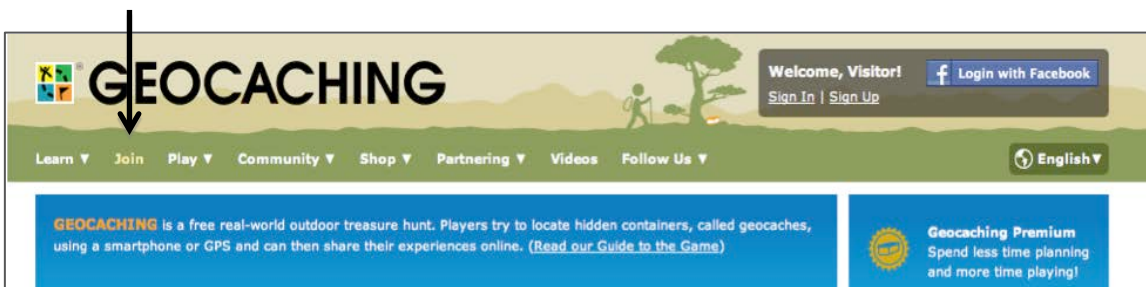 GEOCACHING
Welcome, Visitor!
Sign In | Sign Up
f Login with Facebook
Learn ▼ Join Play ▼ Community ▼ Shop ▼ Partnering ▼ Videos Follow Us ▼ English▼
GEOCACHING is a free real-world outdoor treasure hunt. Players try to locate hidden containers, called geocaches,
using a smartphone or GPS and can then share their experiences online. (Read our Guide to the Game)
Geocaching Premium
Spend less time planning
and more time playing!